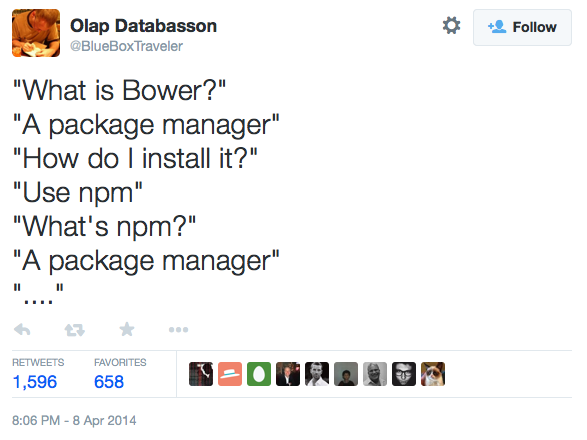 Olap Databasson
@BlueBoxTraveler
Follow
"What is Bower?"
"A package manager"
"How do I install it?"
"Use npm"
"What's npm?"
"A package manager"
"...."
RETWEETS FAVORITES
1,596 658
8:06 PM - 8 Apr 2014